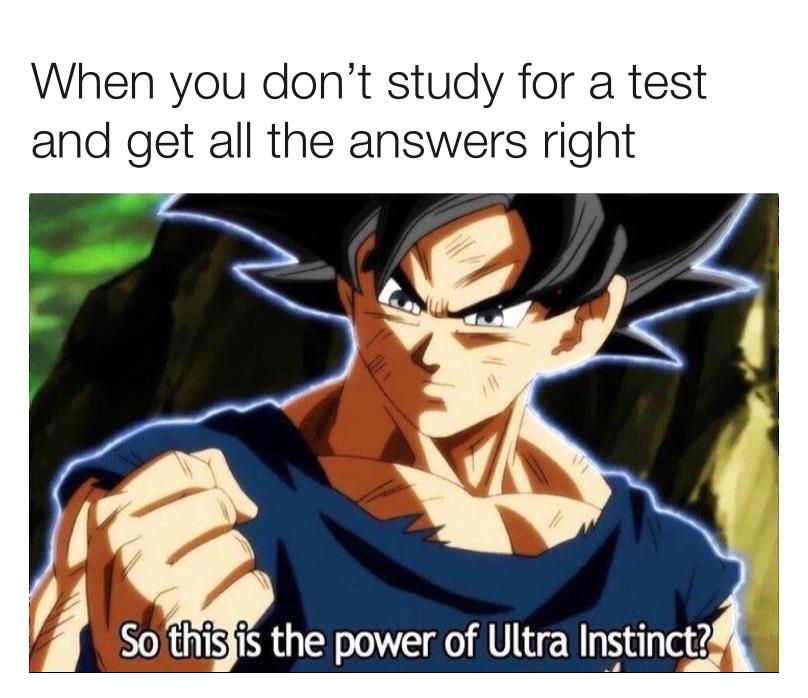 When you don’t study for a test
and get all the answers right
So this is the power of Ultra Instinct?